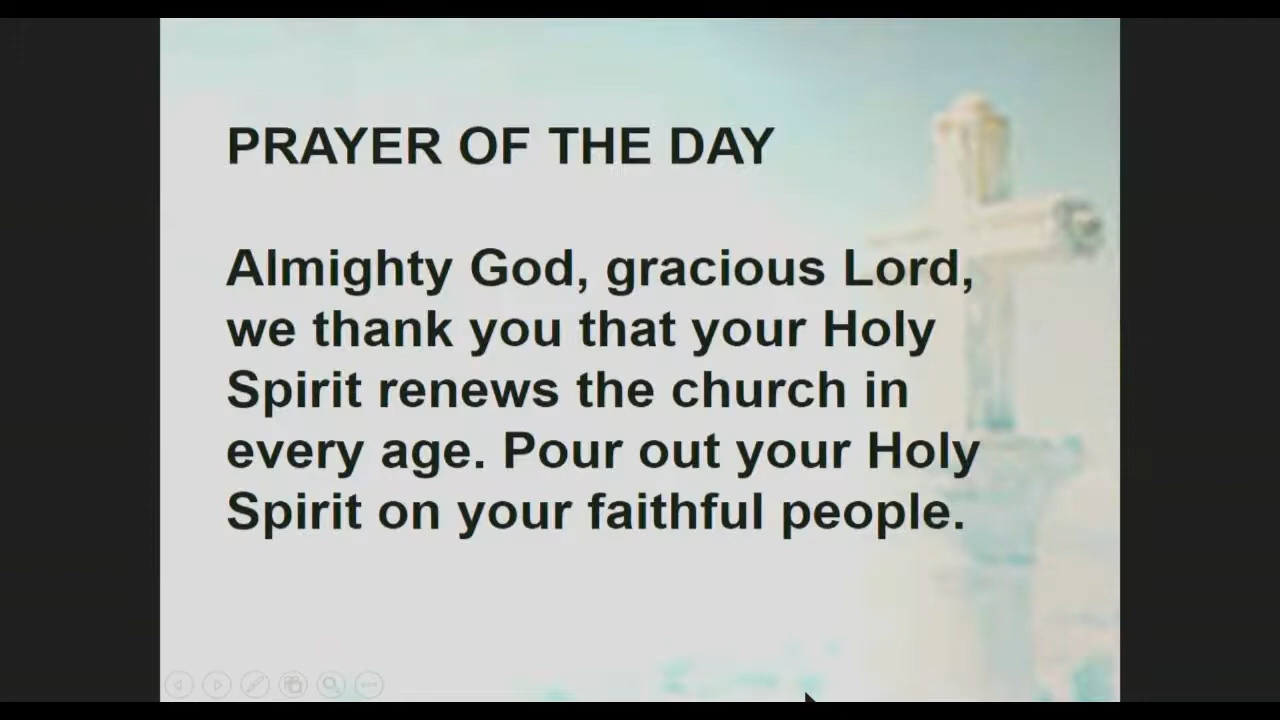 PRAYER OF THE DAY
Almighty God, gracious Lord,
we thank you that your Holy
Spirit renews the church in
every age. Pour out your Holy
Spirit on your faithful people.